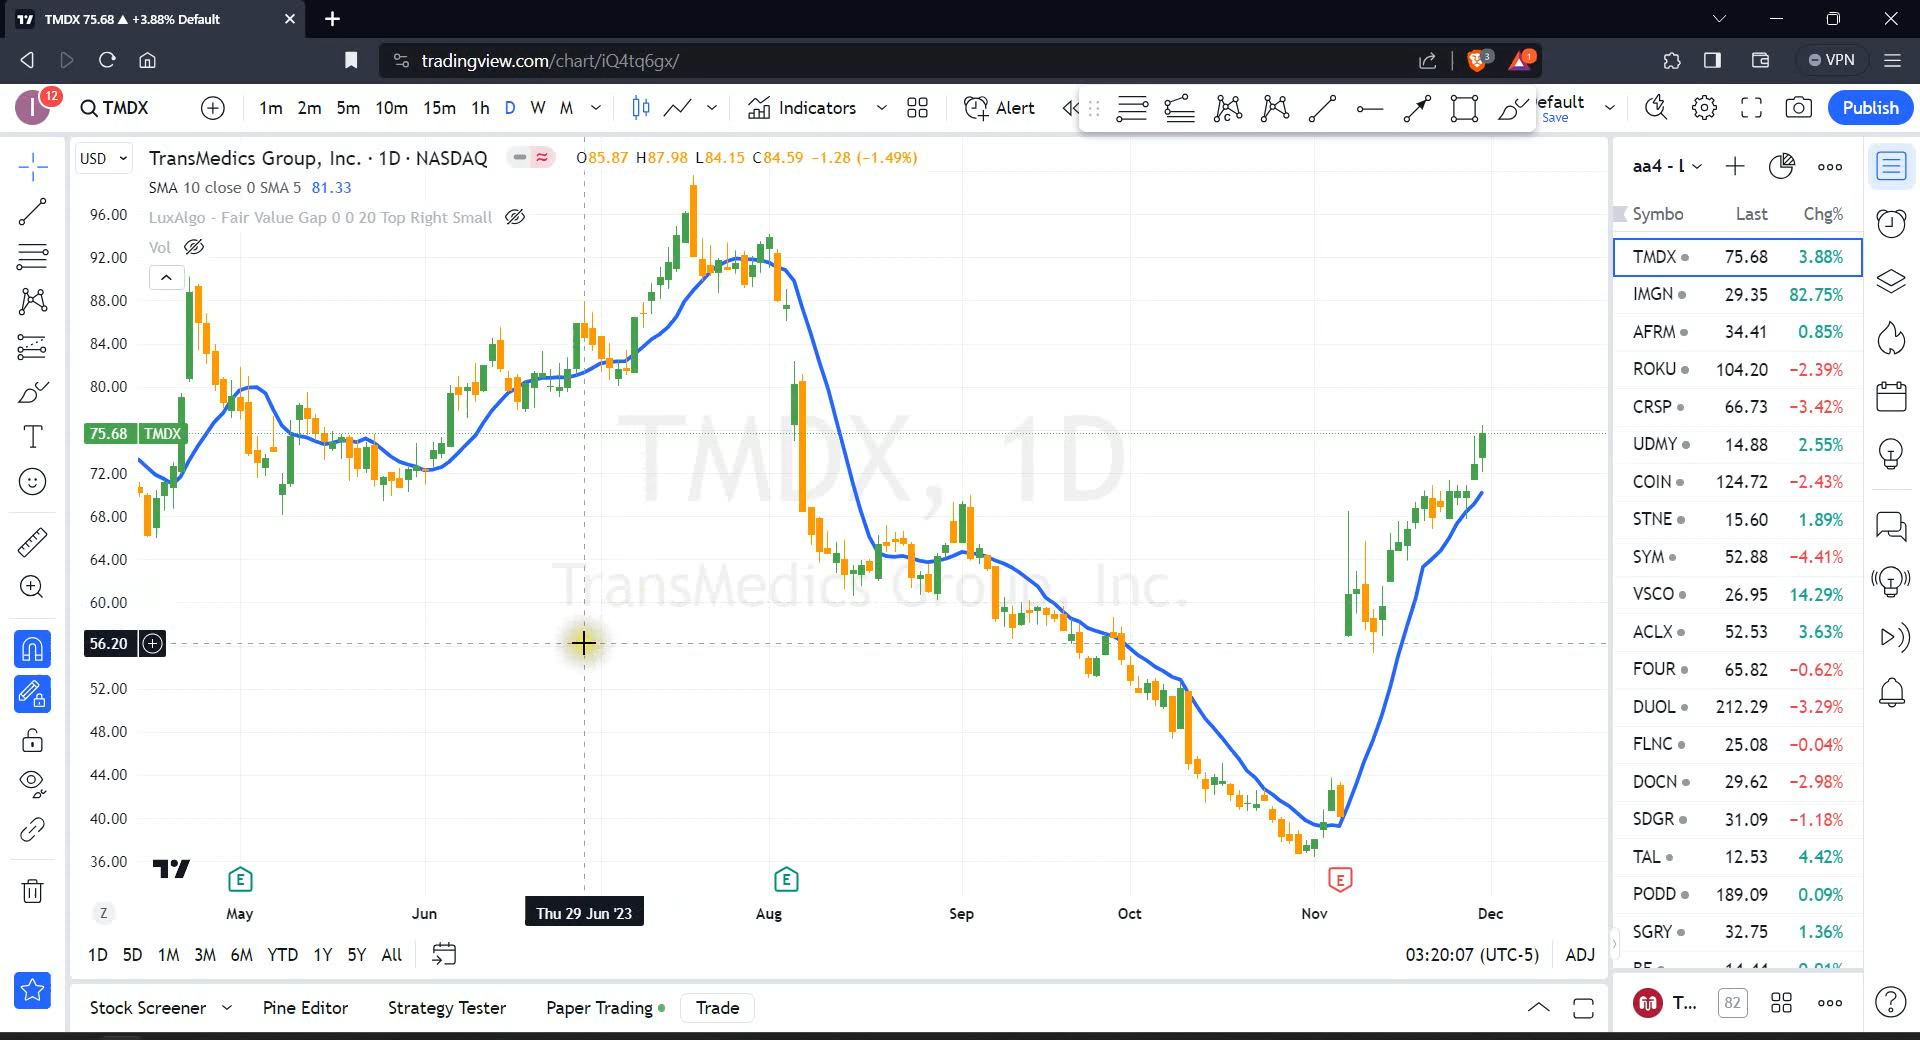 TMDX 75.68 ▲ +3.88% Default
tradingview.com/chart/iQ4tq6gx/
3
1
VPN
I
12
TMDX
1m 2m 5m 10m 15m 1h D W M
Indicators
Alert
efault
Save
Publish
USD
TransMedics Group, Inc. · 1D · NASDAQ
O85.87 H87.98 L84.15 C84.59 −1.28 (−1.49%)
SMA 10 close 0 SMA 5 81.33
LuxAlgo - Fair Value Gap 0 0 20 Top Right Small
Vol
96.00
92.00
88.00
84.00
80.00
75.68 TMDX
72.00
68.00
64.00
60.00
56.20
52.00
48.00
44.00
40.00
36.00
TMDX, 1D
TransMedics Group, Inc.
E
E
E
Z
May Jun Thu 29 Jun '23 Aug Sep Oct Nov Dec
1D 5D 1M 3M 6M YTD 1Y 5Y All
03:20:07 (UTC-5) ADJ
Stock Screener Pine Editor Strategy Tester Paper Trading Trade
aa4 - L
Symbo Last Chg%
TMDX 75.68 3.88%
IMGN 29.35 82.75%
AFRM 34.41 0.85%
ROKU 104.20 −2.39%
CRSP 66.73 −3.42%
UDMY 14.88 2.55%
COIN 124.72 −2.43%
STNE 15.60 1.89%
SYM 52.88 −4.41%
VSCO 26.95 14.29%
ACLX 52.53 3.63%
FOUR 65.82 −0.62%
DUOL 212.29 −3.29%
FLNC 25.08 −0.04%
DOCN 29.62 −2.98%
SDGR 31.09 −1.18%
TAL 12.53 4.42%
PODD 189.09 0.09%
SGRY 32.75 1.36%
T... 82